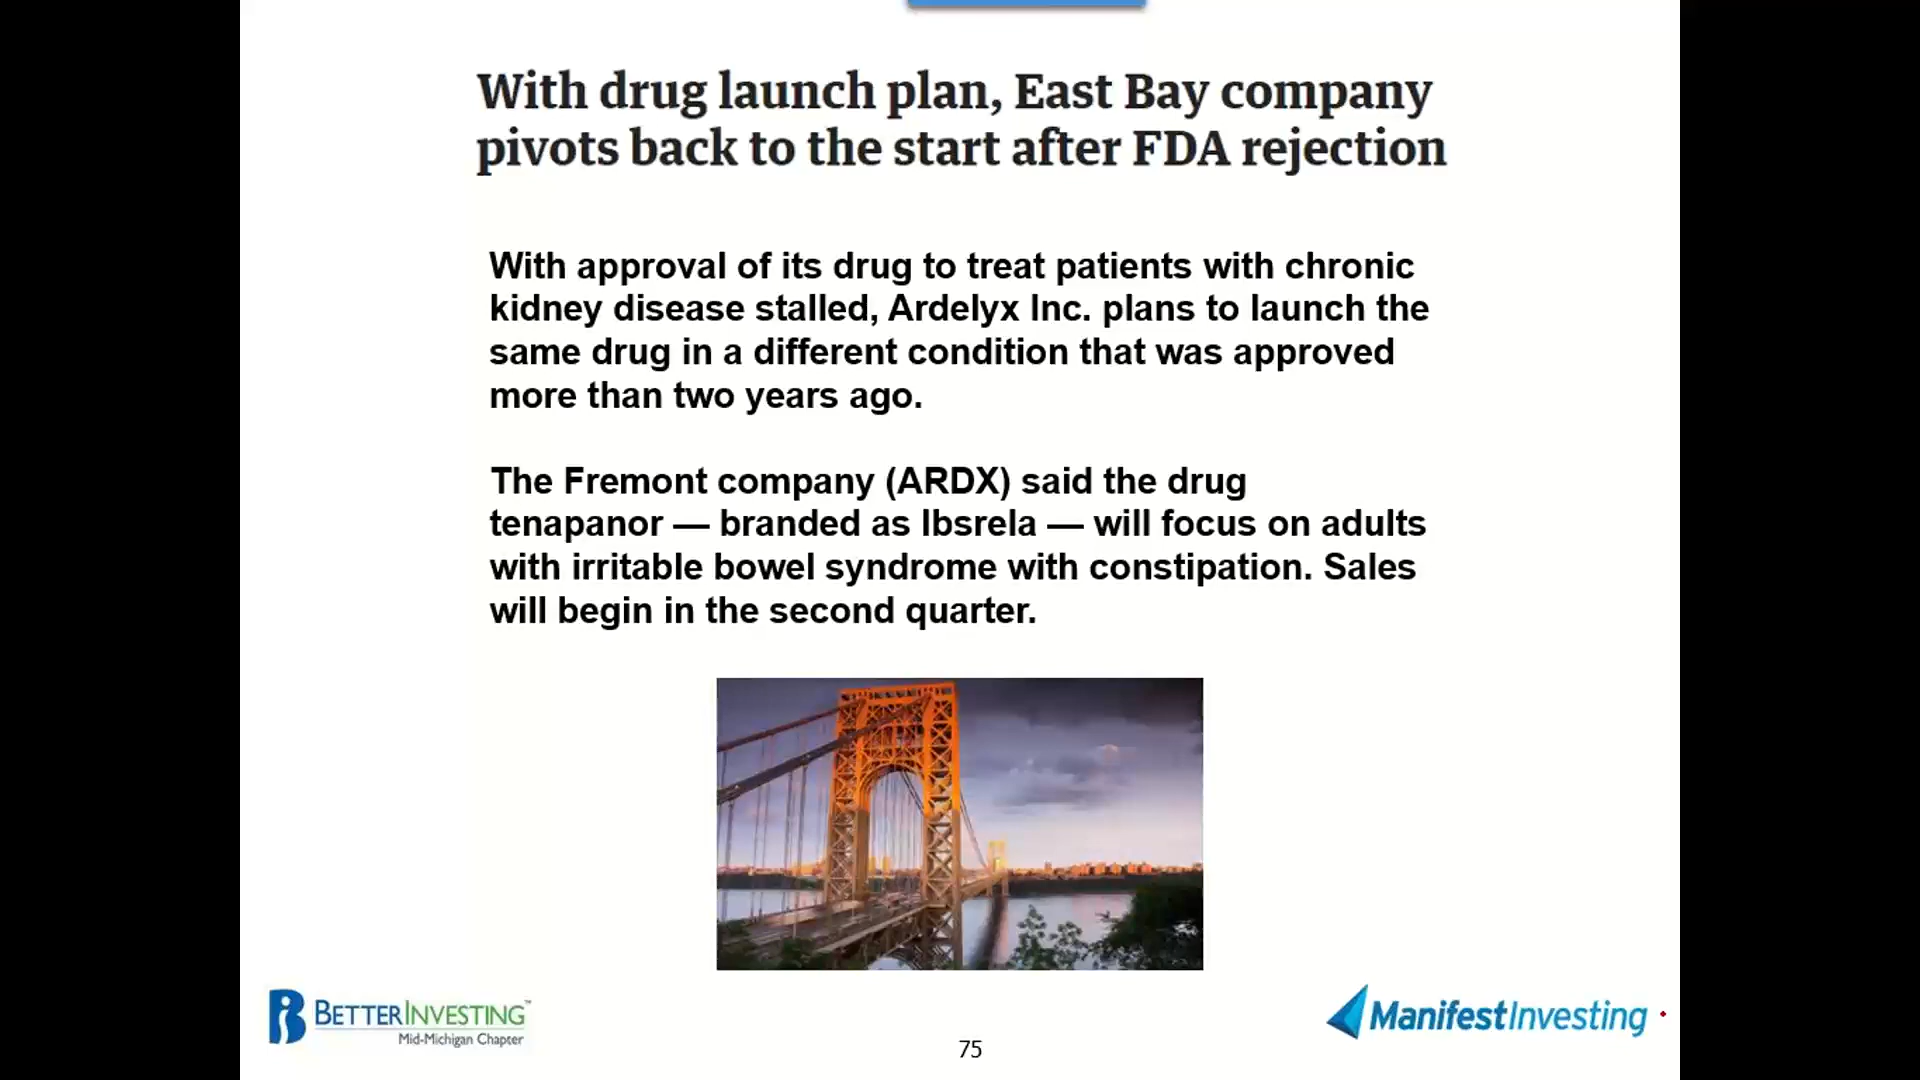 With drug launch plan, East Bay company
pivots back to the start after FDA rejection
With approval of its drug to treat patients with chronic
kidney disease stalled, Ardelyx Inc. plans to launch the
same drug in a different condition that was approved
more than two years ago.
The Fremont company (ARDX) said the drug
tenapanor — branded as Ibsrela — will focus on adults
with irritable bowel syndrome with constipation. Sales
will begin in the second quarter.
BETTERINVESTING™
Mid-Michigan Chapter
75
ManifestInvesting